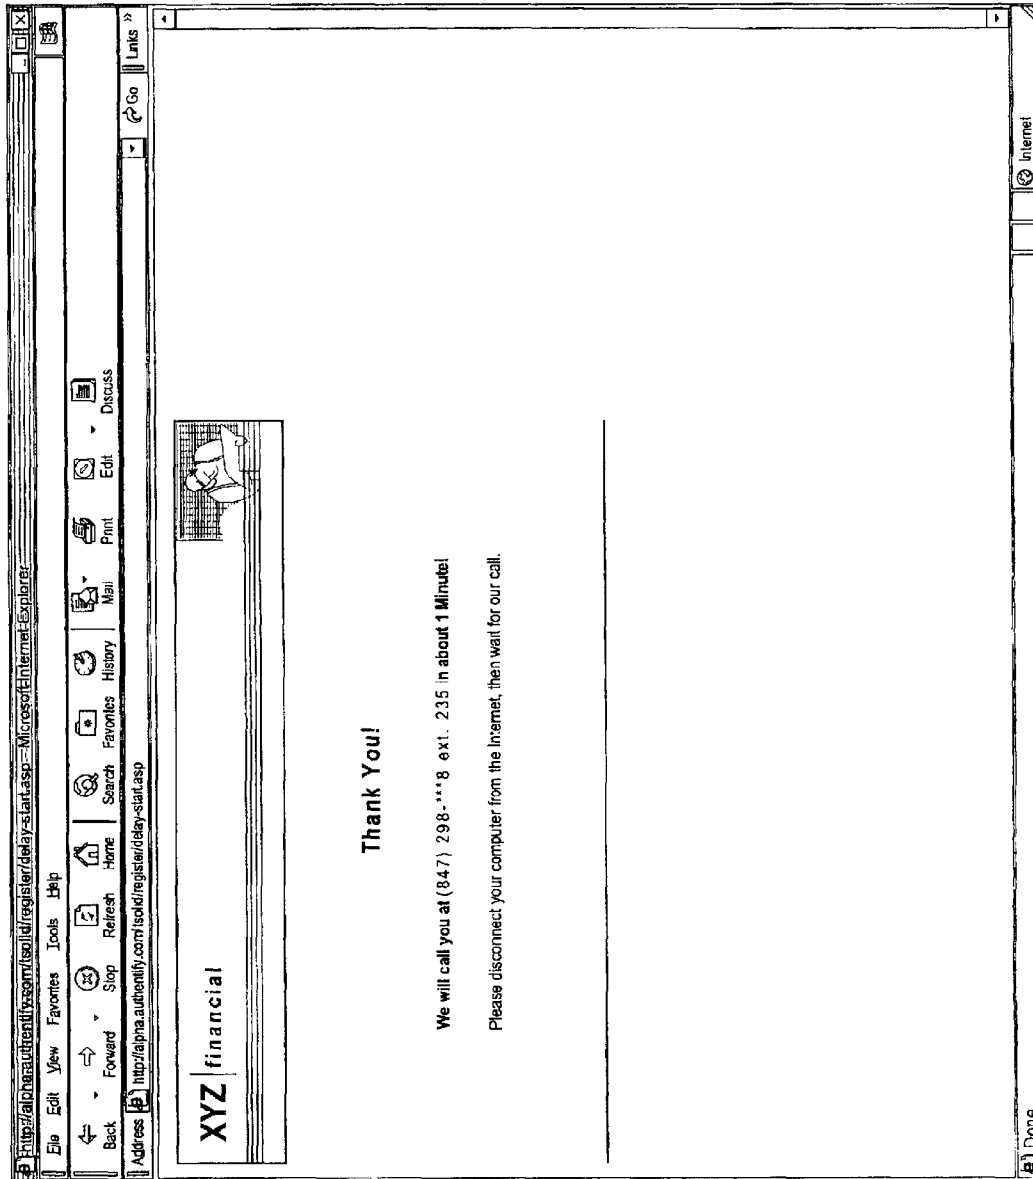 http://alpha.authentify.com/tsolid/register/delay-start.asp - Microsoft Internet Explorer
File Edit View Favorites Tools Help
Back Forward Stop Refresh Home Search Favorites History Mail Print Edit Discuss
Address http://alpha.authentify.com/tsolid/register/delay-start.asp Go Links »
XYZ financial
Thank You!
We will call you at (847) 298-***8 ext. 235 in about 1 Minute!
Please disconnect your computer from the Internet, then wait for our call.
Done Internet